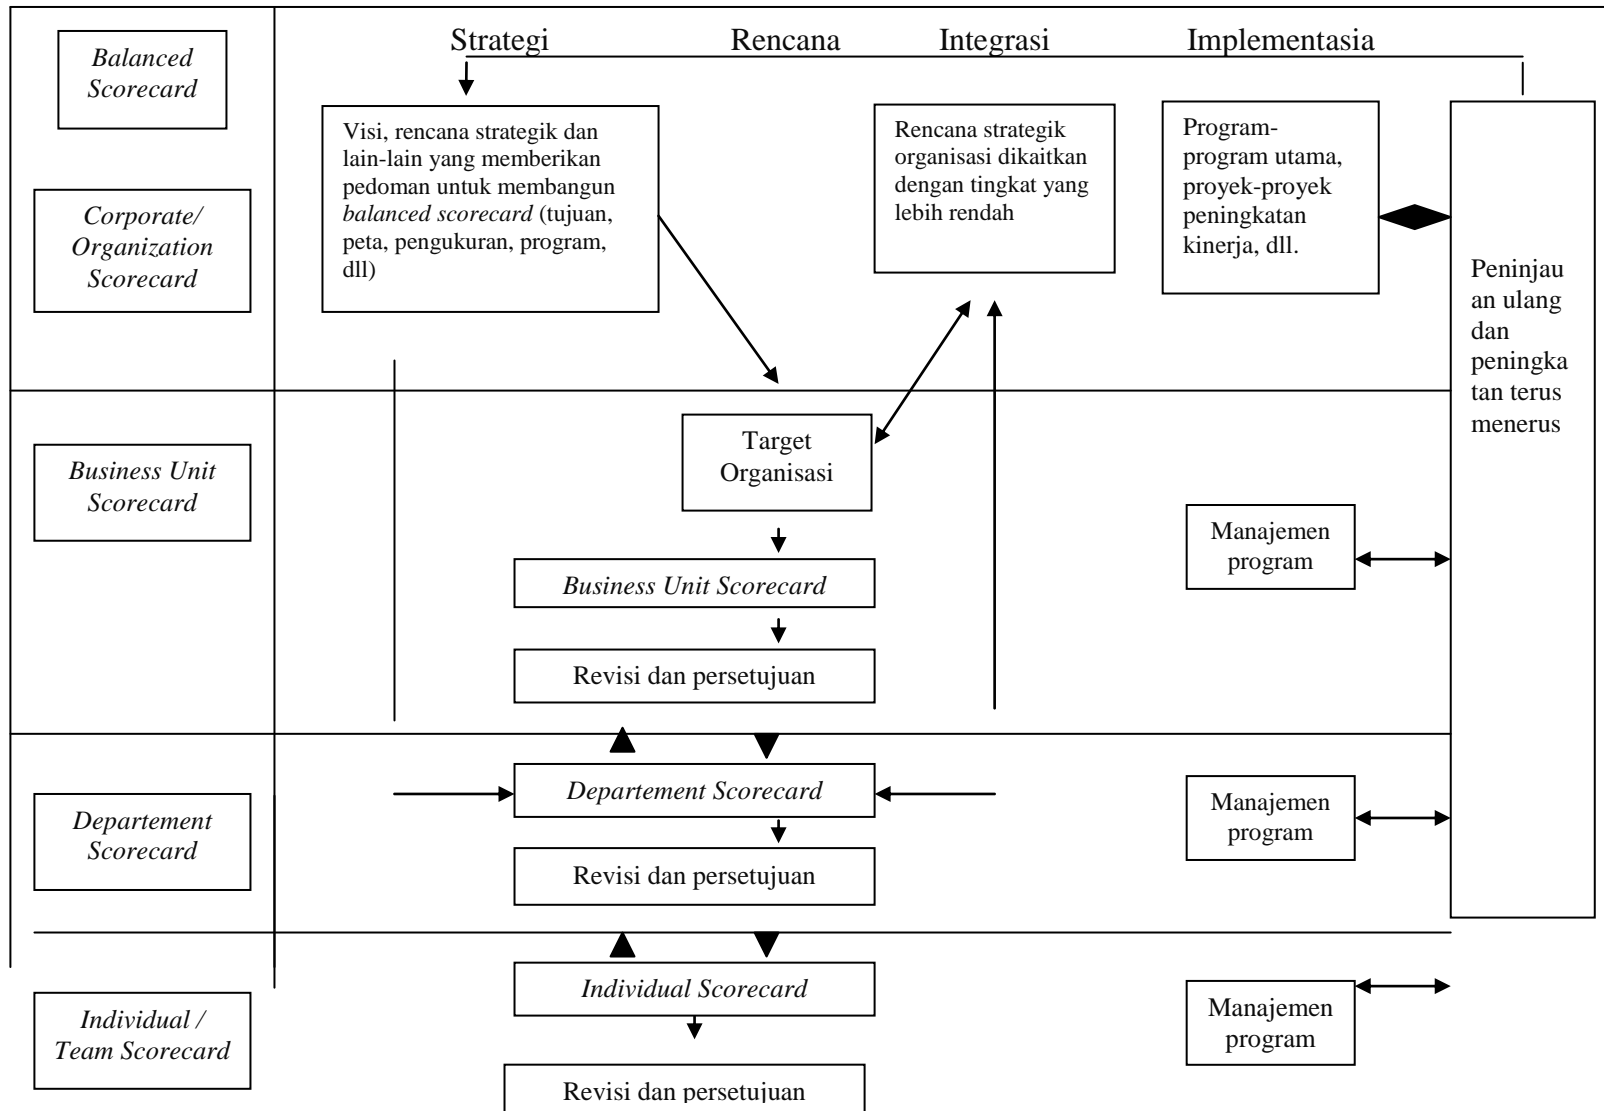 Strategi Rencana Integrasi Implementasia
Balanced
Scorecard
Corporate/
Organization
Scorecard
Visi, rencana strategik dan
lain-lain yang memberikan
pedoman untuk membangun
balanced scorecard (tujuan,
peta, pengukuran, program,
dll)
Rencana strategik
organisasi dikaitkan
dengan tingkat yang
lebih rendah
Program-
program utama,
proyek-proyek
peningkatan
kinerja, dll.
Peninjau
an ulang
dan
peningka
tan terus
menerus
Business Unit
Scorecard
Target
Organisasi
Business Unit Scorecard
Revisi dan persetujuan
Manajemen
program
Departement
Scorecard
Departement Scorecard
Revisi dan persetujuan
Manajemen
program
Individual /
Team Scorecard
Individual Scorecard
Revisi dan persetujuan
Manajemen
program